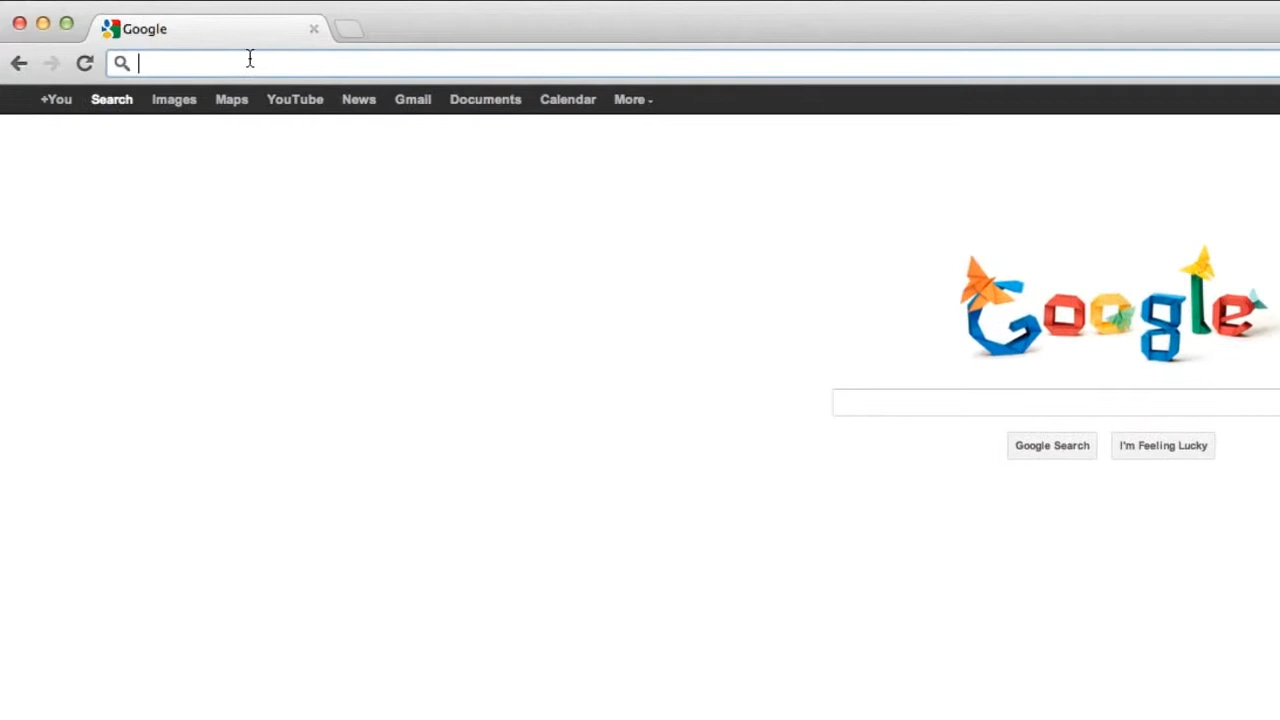 Google
+You Search Images Maps YouTube News Gmail Documents Calendar More
Google
Google Search I'm Feeling Lucky